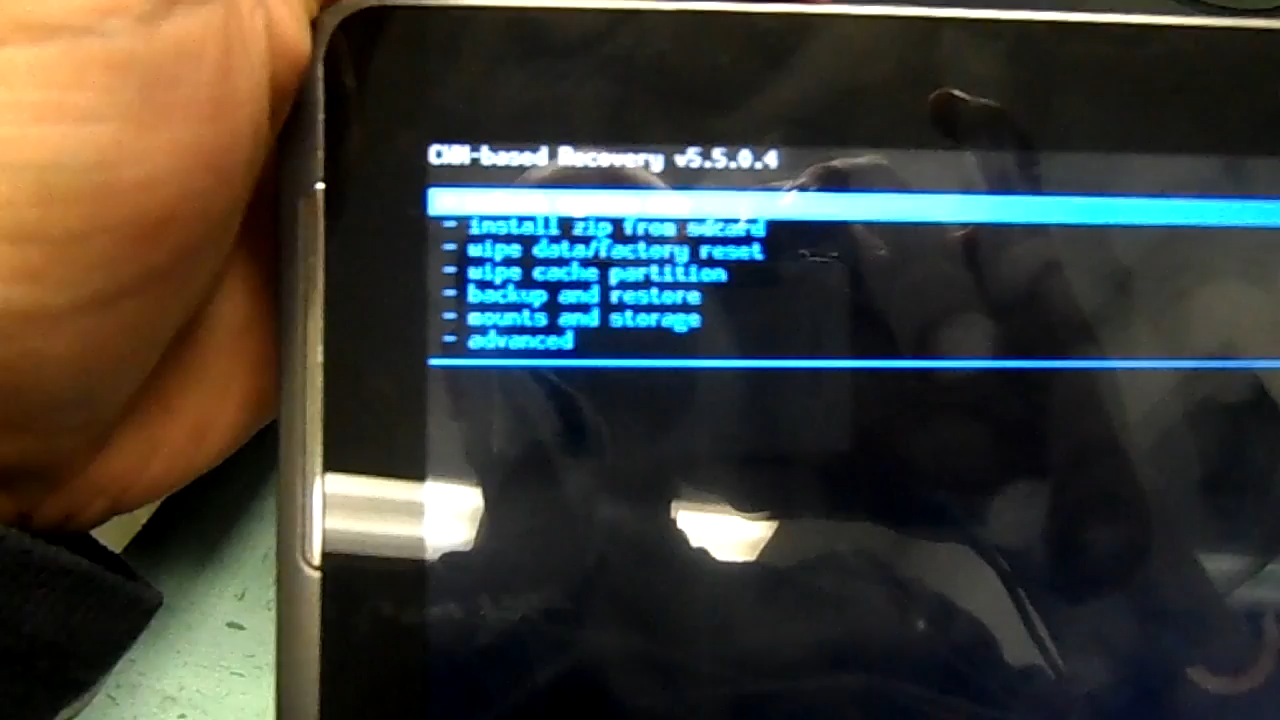 CWM-based Recovery v5.5.0.4
- install zip from sdcard
- wipe data/factory reset
- wipe cache partition
- backup and restore
- mounts and storage
- advanced